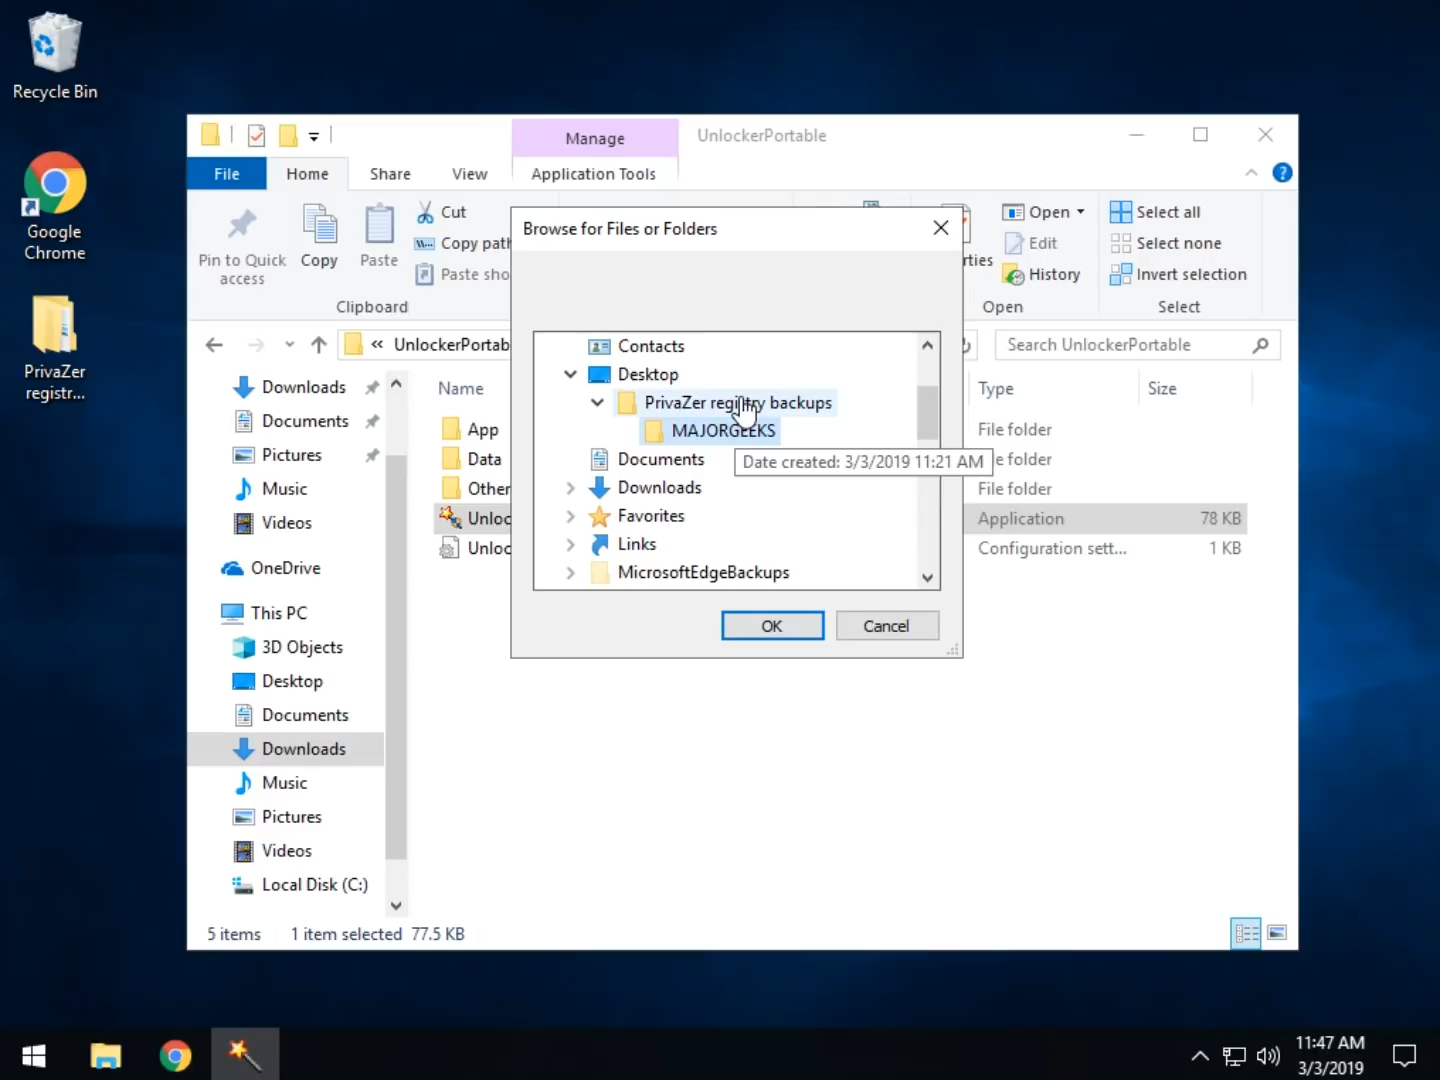 Recycle Bin
Google
Chrome
PrivaZer
registr...
Manage
UnlockerPortable
File
Home
Share
View
Application Tools
?
Pin to Quick
access
Copy
Paste
Cut
Copy path
Paste sho
Clipboard
rties
Open
Edit
History
Open
Select all
Select none
Invert selection
Select
« UnlockerPortab
Search UnlockerPortable
Browse for Files or Folders
Contacts
Desktop
PrivaZer registry backups
MAJORGEEKS
Date created: 3/3/2019 11:21 AM
Documents
Downloads
Favorites
Links
MicrosoftEdgeBackups
OK
Cancel
Downloads
Documents
Pictures
Music
Videos
OneDrive
This PC
3D Objects
Desktop
Documents
Downloads
Music
Pictures
Videos
Local Disk (C:)
Name
Type
Size
App
File folder
Data
e folder
Other
File folder
Unloc
Application
78 KB
Unloc
Configuration sett...
1 KB
5 items
1 item selected 77.5 KB
11:47 AM
3/3/2019